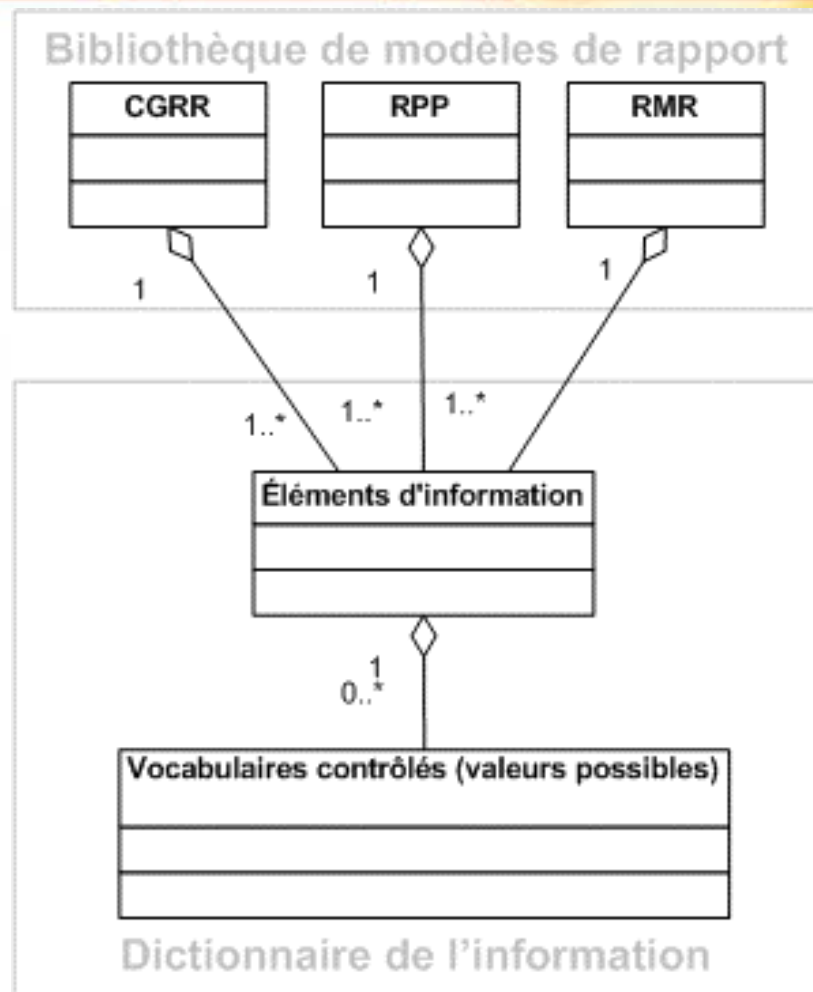 Bibliothèque de modèles de rapport
CGRR
RPP
RMR
1
1
1
1..*
1..*
1..*
Éléments d'information
1
0..*
Vocabulaires contrôlés (valeurs possibles)
Dictionnaire de l'information